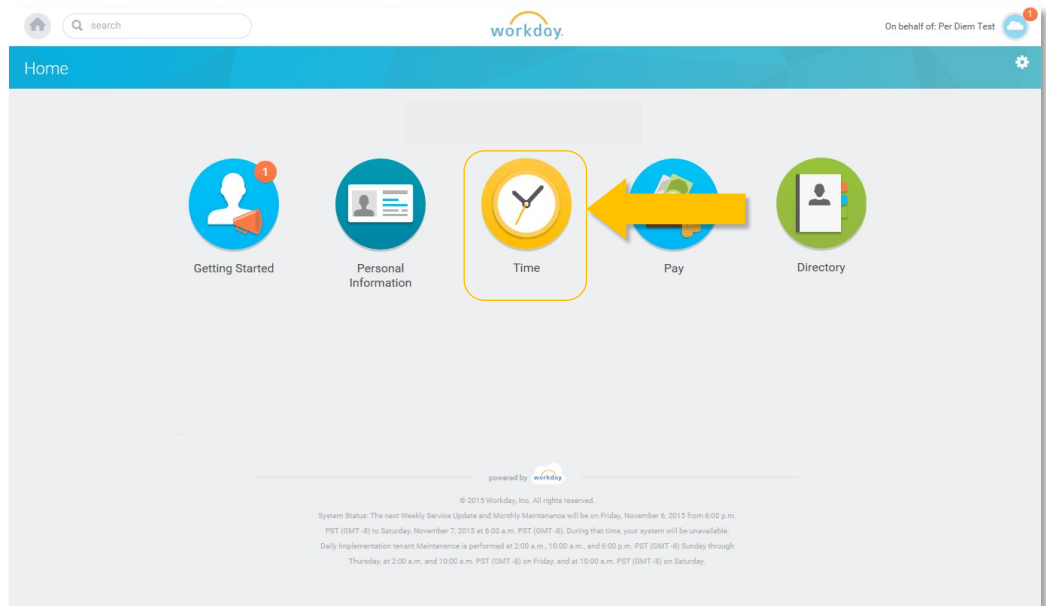 search
workday.
On behalf of: Per Diem Test
1
Home
1
Getting Started
Personal
Information
Time
Pay
Directory
powered by workday.
© 2015 Workday, Inc. All rights reserved.
System Status: The next Weekly Service Update and Monthly Maintenance will be on Friday, November 6, 2015 from 6:00 p.m.
PST (GMT -8) to Saturday, November 7, 2015 at 6:00 a.m. PST (GMT -8). During that time, your system will be unavailable.
Daily Implementation tenant Maintenance is performed at 2:00 a.m., 10:00 a.m., and 6:00 p.m. PST (GMT -8) Sunday through
Thursday, at 2:00 a.m. and 10:00 a.m. PST (GMT -8) on Friday, and at 10:00 a.m. PST (GMT -8) on Saturday.